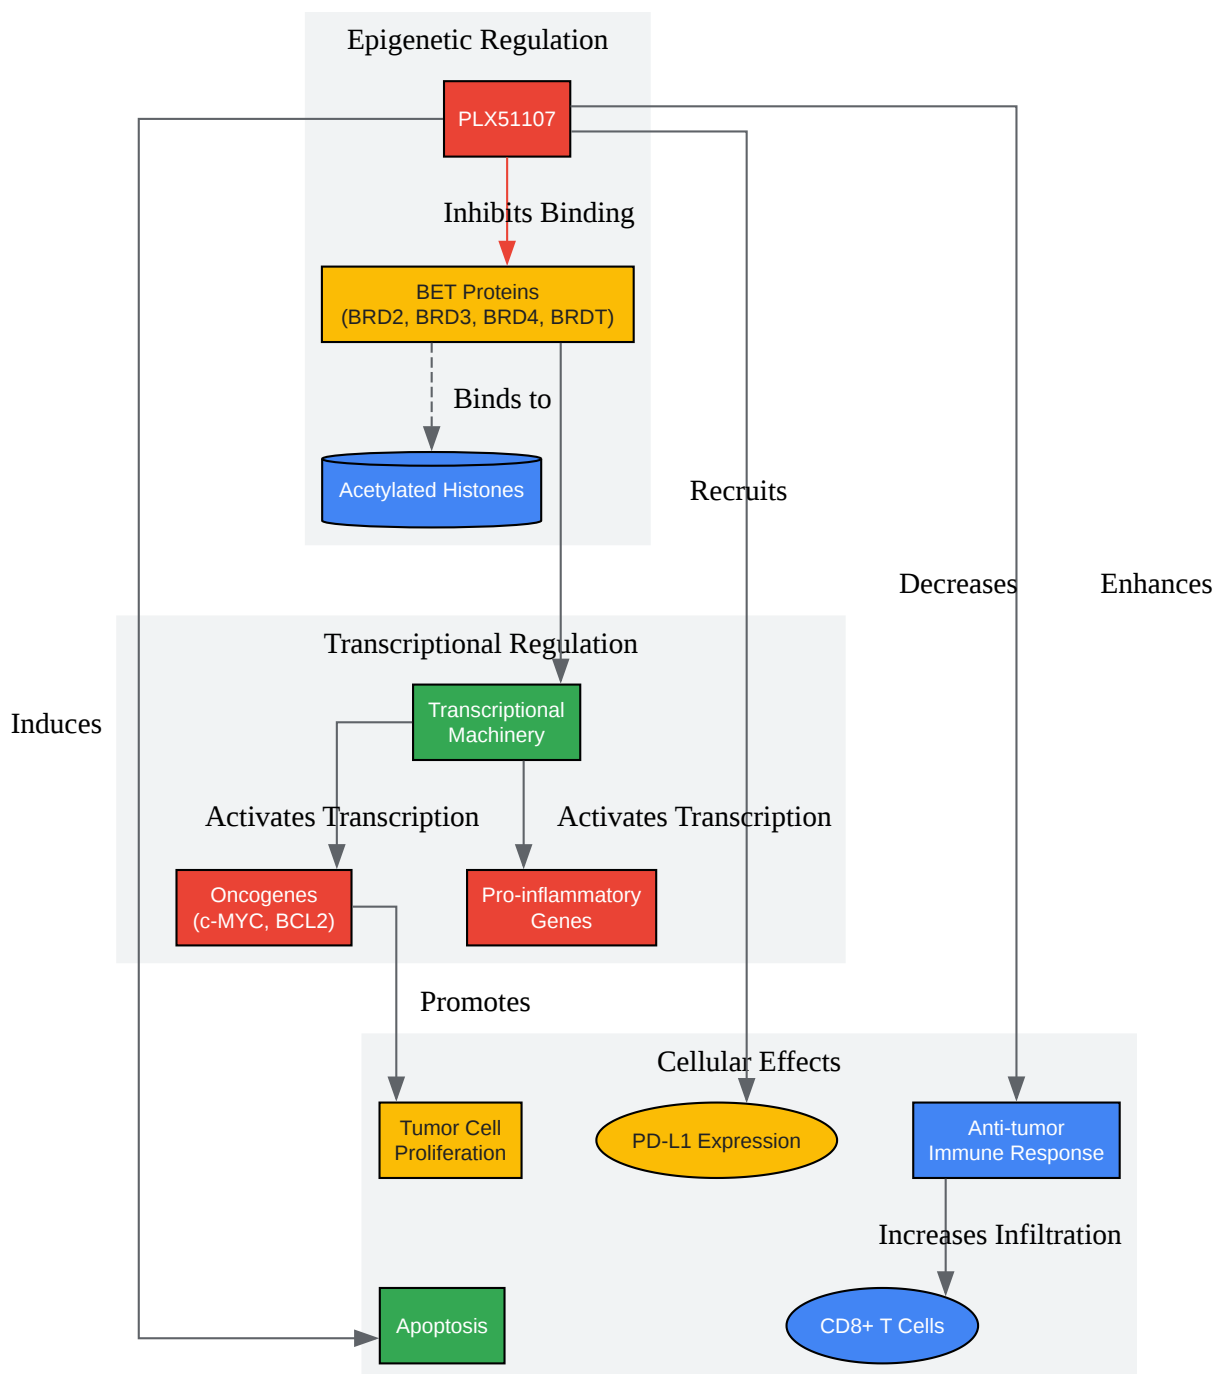 Epigenetic Regulation
PLX51107
Inhibits Binding
BET Proteins
(BRD2, BRD3, BRD4, BRDT)
Binds to
Acetylated Histones
Recruits
Decreases
Enhances
Transcriptional Regulation
Transcriptional
Machinery
Induces
Activates Transcription
Activates Transcription
Oncogenes
(c-MYC, BCL2)
Pro-inflammatory
Genes
Promotes
Cellular Effects
Tumor Cell
Proliferation
PD-L1 Expression
Anti-tumor
Immune Response
Increases Infiltration
Apoptosis
CD8+ T Cells